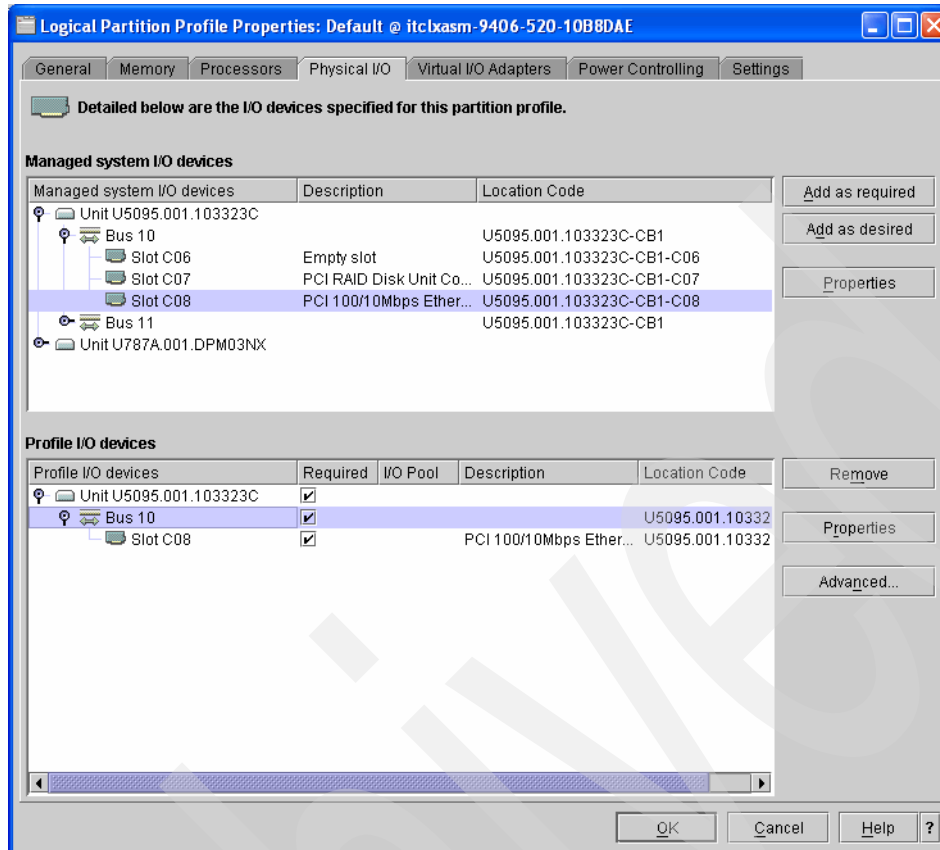 Logical Partition Profile Properties: Default @ itclxasm-9406-520-10B8DAE
General Memory Processors Physical I/O Virtual I/O Adapters Power Controlling Settings
Detailed below are the I/O devices specified for this partition profile.
Managed system I/O devices
Managed system I/O devices Description Location Code
Add as required
Unit U5095.001.103323C
Bus 10 U5095.001.103323C-CB1
Add as desired
Slot C06 Empty slot U5095.001.103323C-CB1-C06
Slot C07 PCI RAID Disk Unit Co... U5095.001.103323C-CB1-C07
Properties
Slot C08 PCI 100/10Mbps Ether... U5095.001.103323C-CB1-C08
Bus 11 U5095.001.103323C-CB1
Unit U787A.001.DPM03NX
Profile I/O devices
Profile I/O devices Required I/O Pool Description Location Code
Remove
Unit U5095.001.103323C
Bus 10 U5095.001.10332
Properties
Slot C08 PCI 100/10Mbps Ether... U5095.001.10332
Advanced...
OK Cancel Help ?